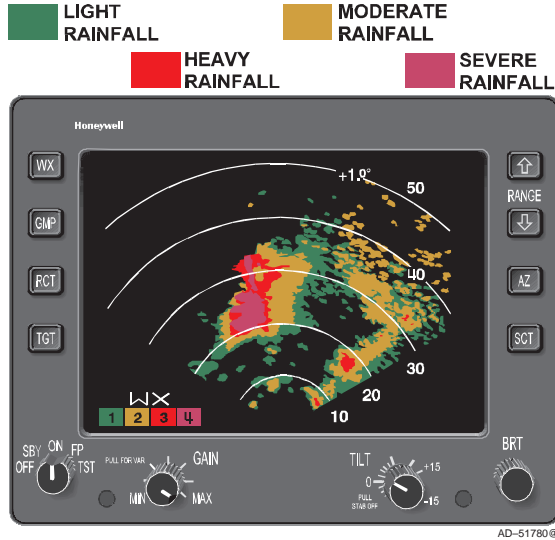 LIGHT
RAINFALL
MODERATE
RAINFALL
HEAVY
RAINFALL
SEVERE
RAINFALL
Honeywell
WX
GMP
RCT
TGT
RANGE
AZ
SCT
+1.0°
50
40
30
20
10
WX
1 2 3 4
OFF SBY ON FP TST
PULL FOR VAR
GAIN
MIN MAX
TILT
+15
0
PULL
STAB OFF
-15
BRT
AD–51780@